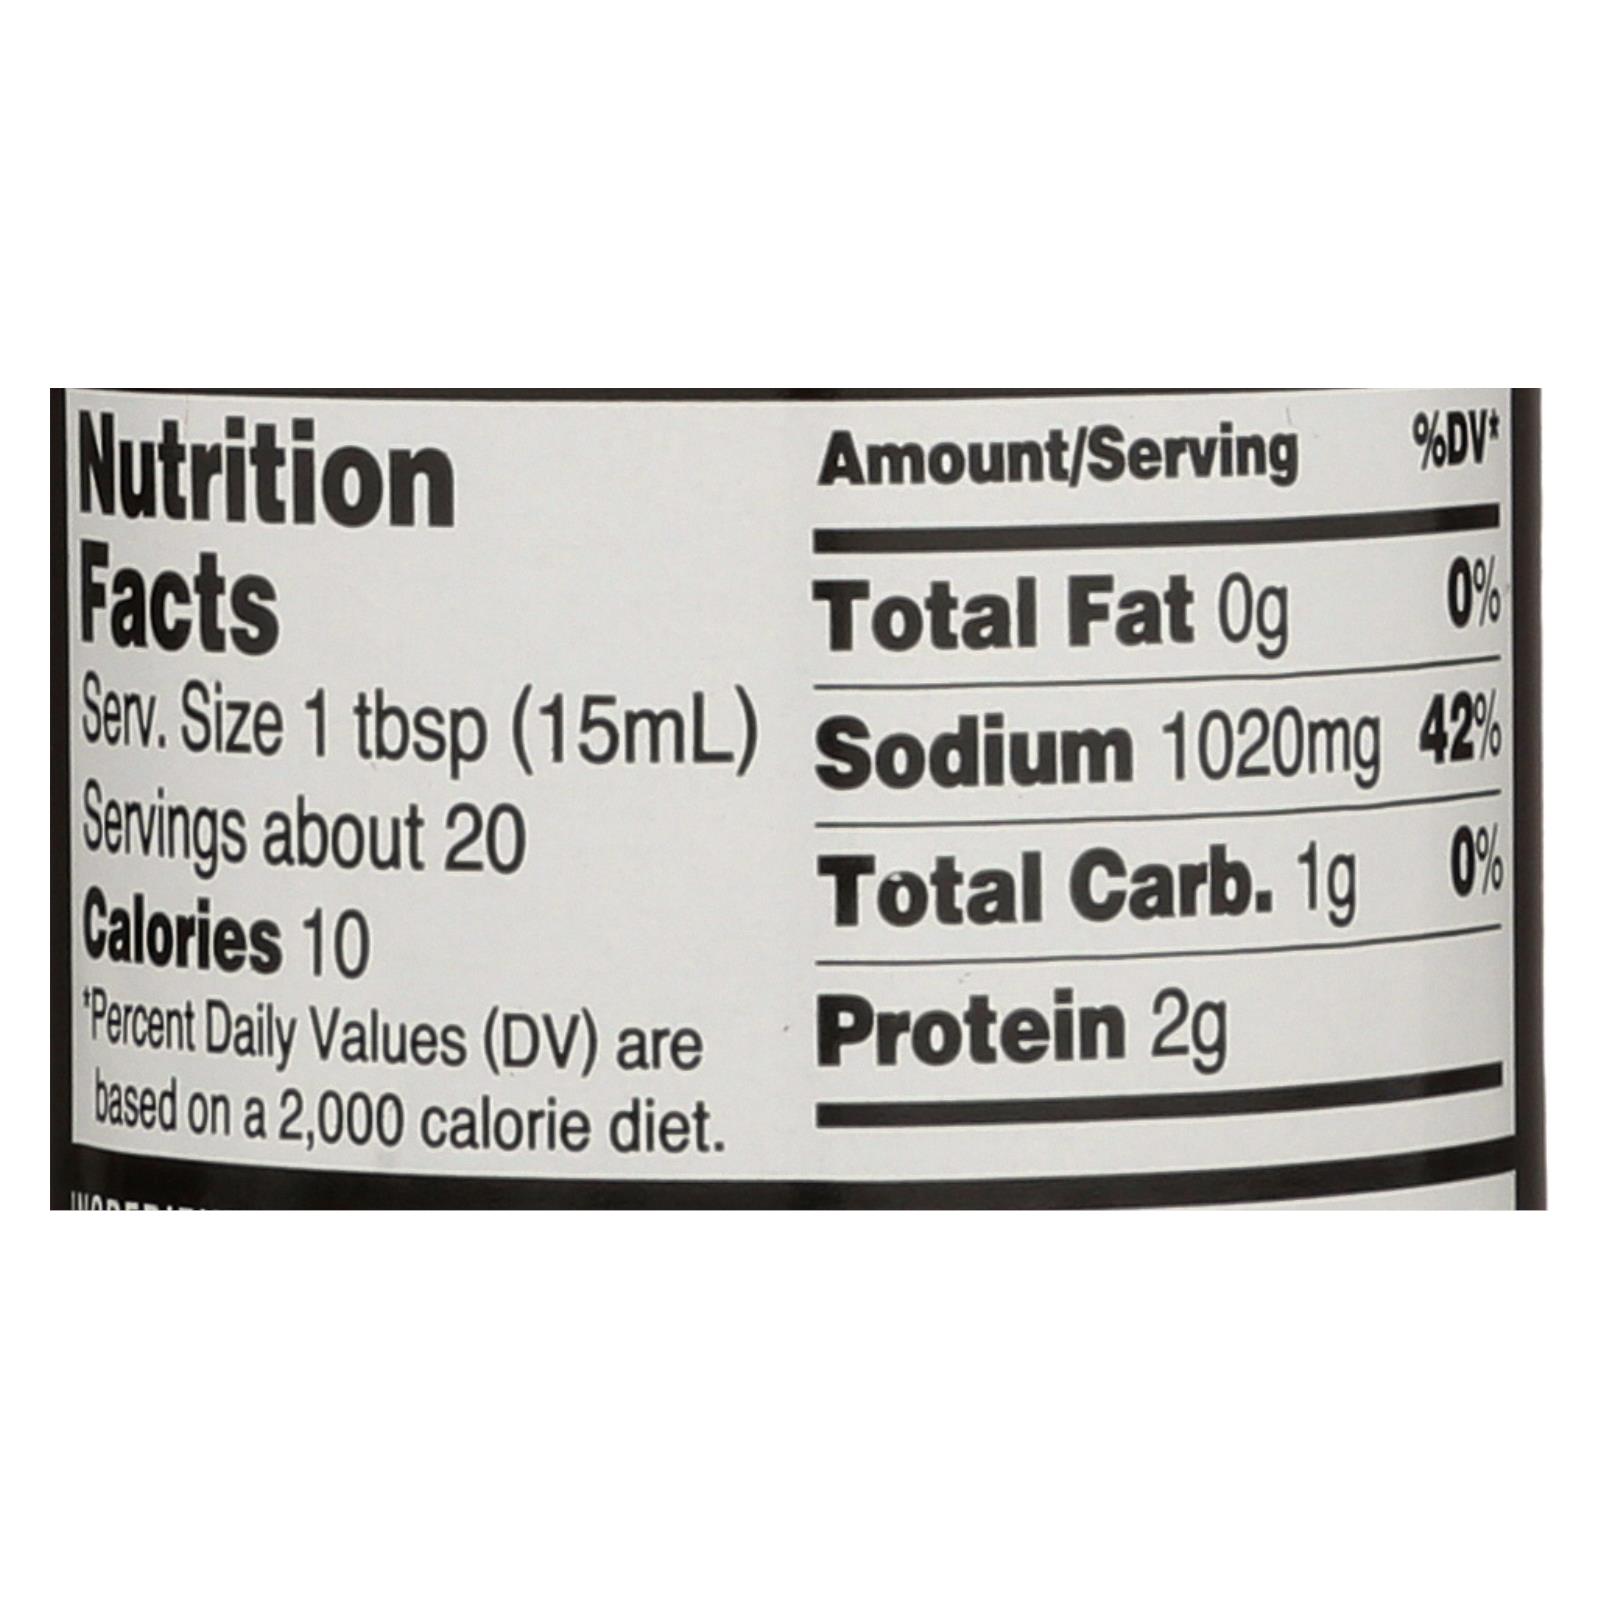 Nutrition
Facts
Serv. Size 1 tbsp (15mL)
Servings about 20
Calories 10
*Percent Daily Values (DV) are
based on a 2,000 calorie diet.
Amount/Serving %DV*
Total Fat 0g 0%
Sodium 1020mg 42%
Total Carb. 1g 0%
Protein 2g